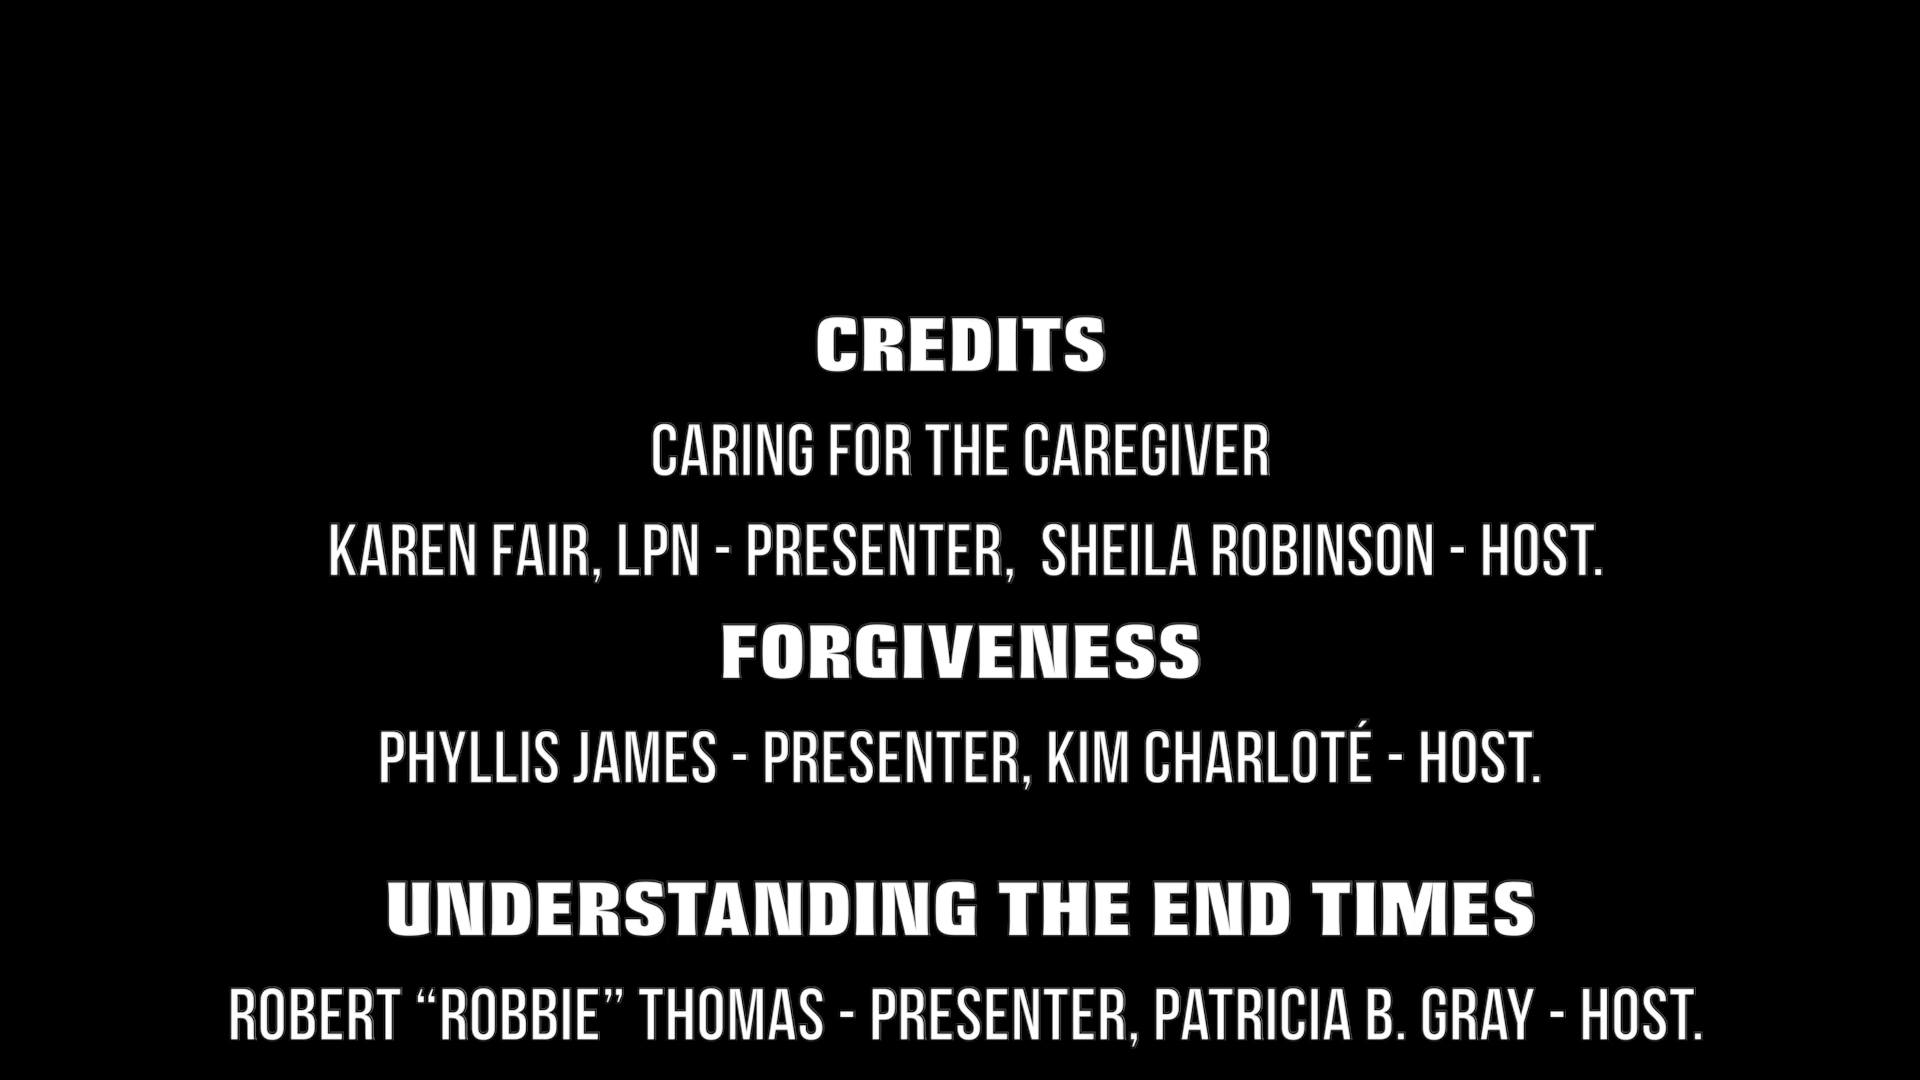 CREDITS
CARING FOR THE CAREGIVER
KAREN FAIR, LPN - PRESENTER,  SHEILA ROBINSON - HOST.
FORGIVENESS
PHYLLIS JAMES - PRESENTER, KIM CHARLOTÉ - HOST.
UNDERSTANDING THE END TIMES
ROBERT “ROBBIE” THOMAS - PRESENTER, PATRICIA B. GRAY - HOST.